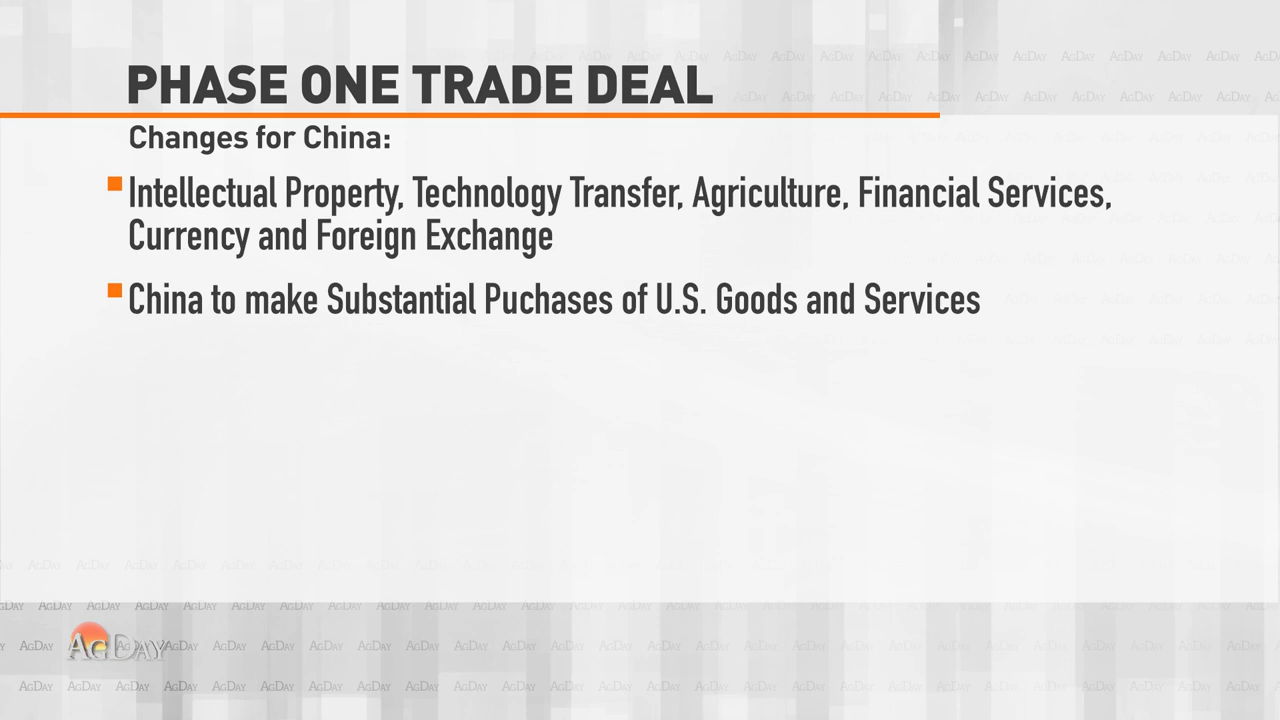 PHASE ONE TRADE DEAL
Changes for China:
Intellectual Property, Technology Transfer, Agriculture, Financial Services,
Currency and Foreign Exchange
China to make Substantial Puchases of U.S. Goods and Services
AGDAY